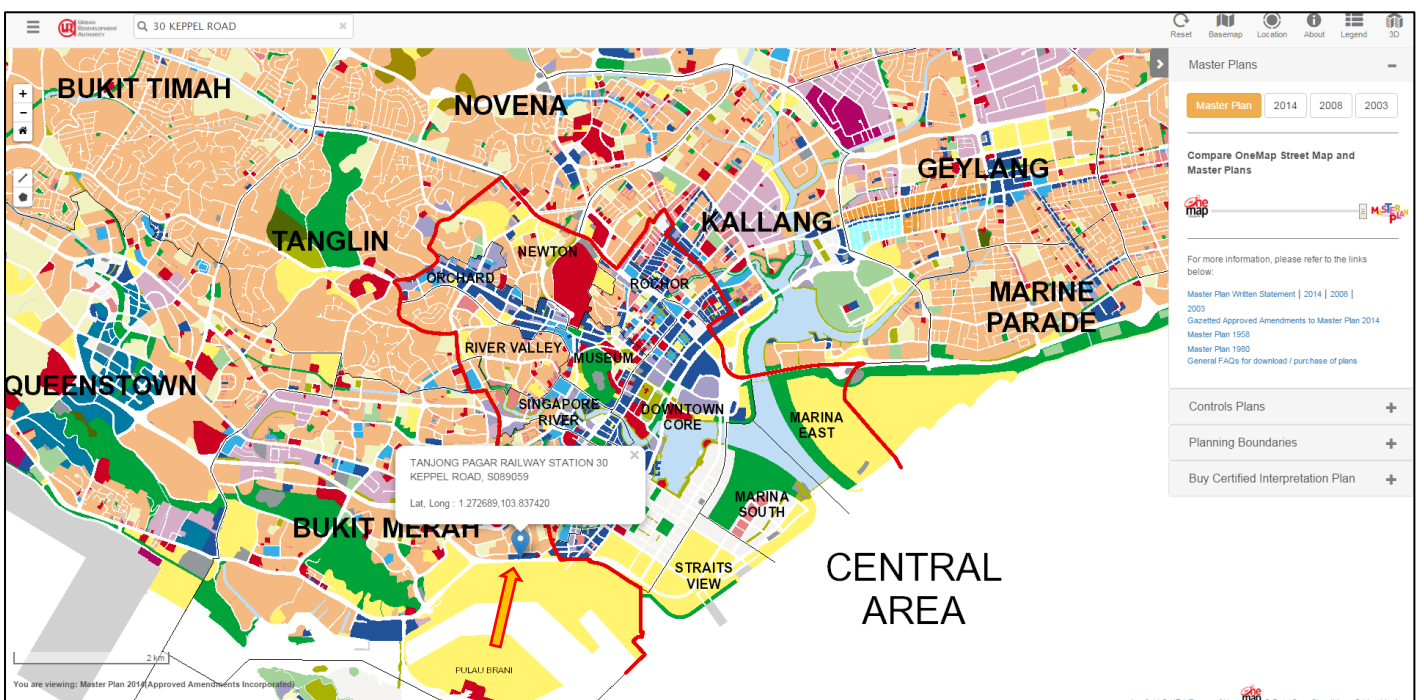 URBAN
REDEVELOPMENT
AUTHORITY
30 KEPPEL ROAD
Reset
Basemap
Location
About
Legend
3D
BUKIT TIMAH
NOVENA
GEYLANG
KALLANG
TANGLIN
NEWTON
ORCHARD
ROCHOR
MARINE
PARADE
RIVER VALLEY
MUSEUM
QUEENSTOWN
SINGAPORE
RIVER
DOWNTOWN
CORE
MARINA
EAST
TANJONG PAGAR RAILWAY STATION 30
KEPPEL ROAD, S089059
Lat, Long : 1.272689,103.837420
MARINA
SOUTH
BUKIT MERAH
STRAITS
VIEW
CENTRAL
AREA
PULAU BRANI
2 km
You are viewing: Master Plan 2014(Approved Amendments Incorporated)
Master Plans
Master Plan
2014
2008
2003
Compare OneMap Street Map and
Master Plans
one
map
MASTER
PLAN
For more information, please refer to the links
below:
Master Plan Written Statement | 2014 | 2008 |
2003
Gazetted Approved Amendments to Master Plan 2014
Master Plan 1958
Master Plan 1980
General FAQs for download / purchase of plans
Controls Plans
Planning Boundaries
Buy Certified Interpretation Plan
one
map